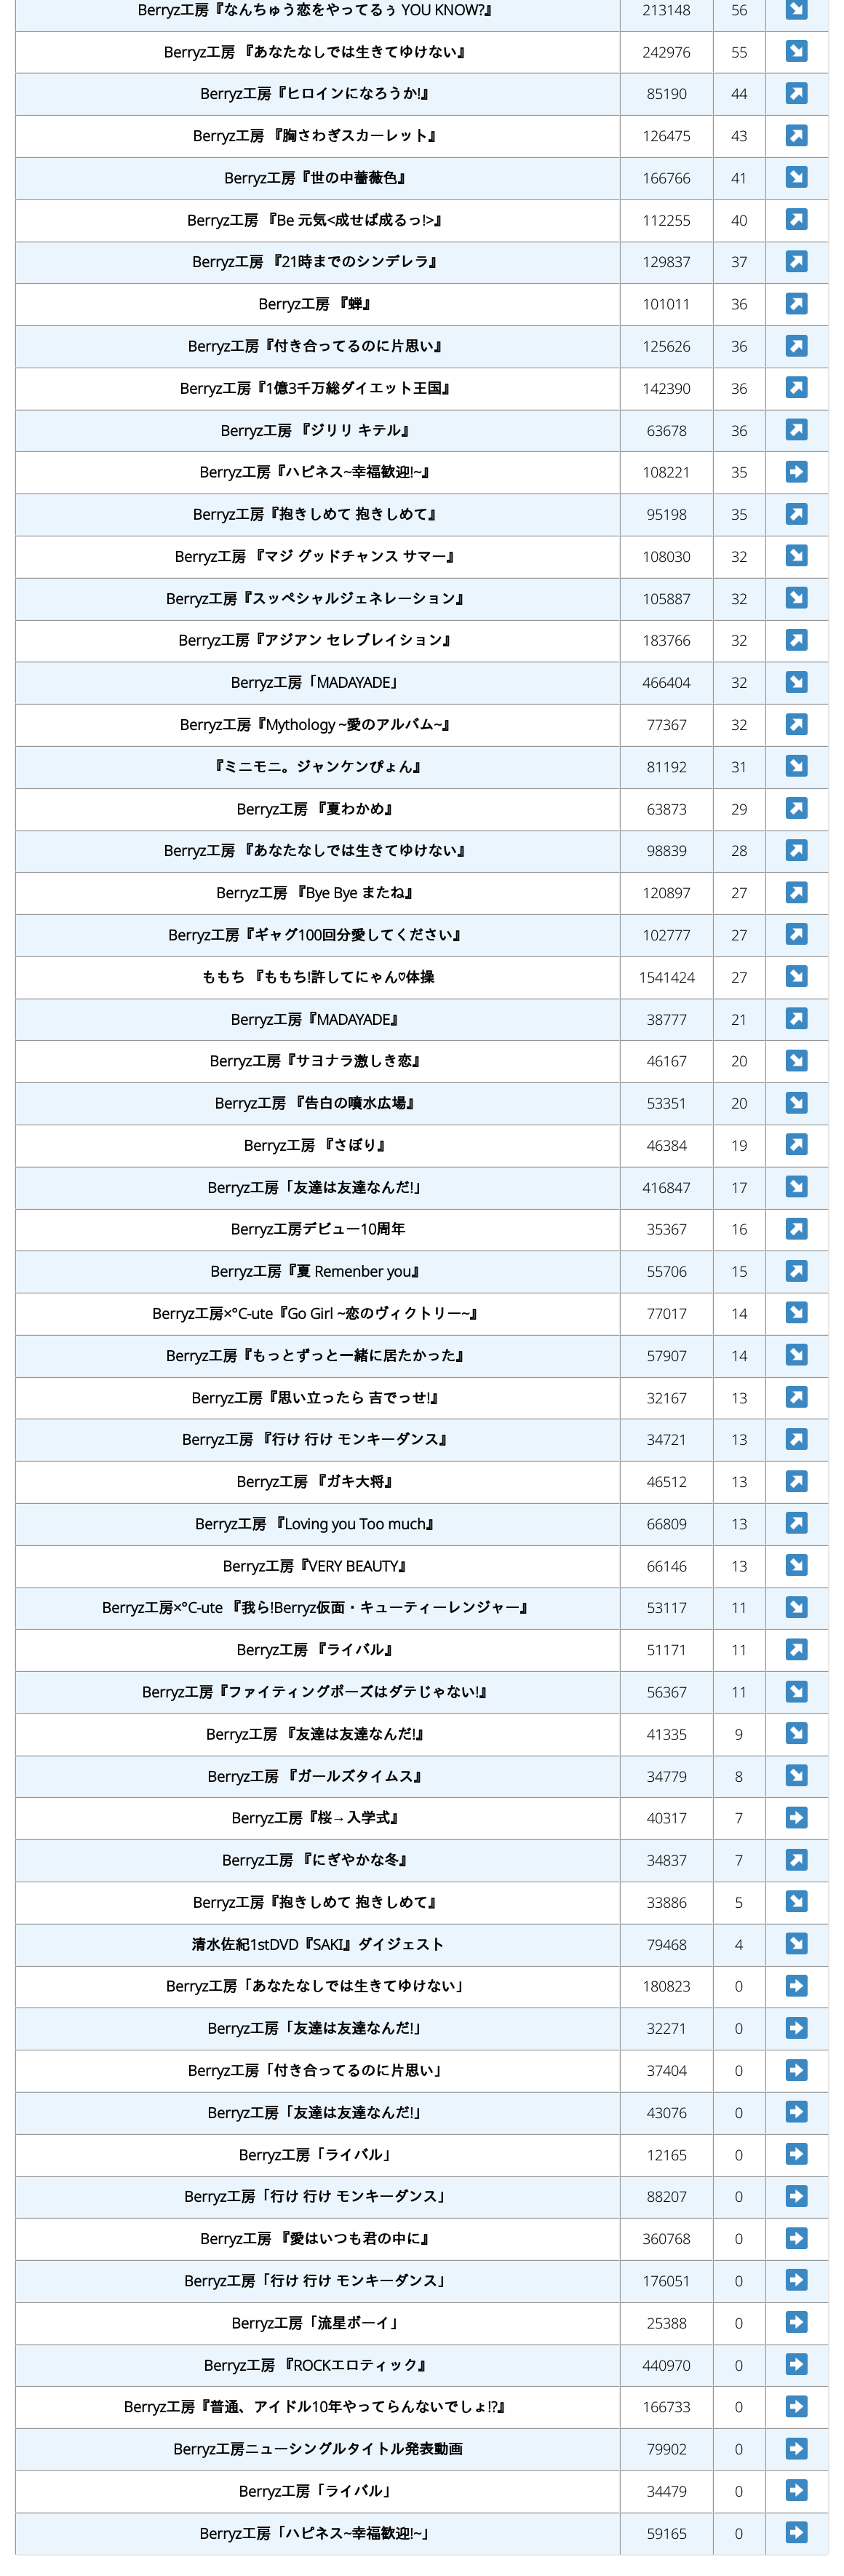 Berryz工房『なんちゅう恋をやってるぅ YOU KNOW?』 213148 56 ↘
Berryz工房 『あなたなしでは生きてゆけない』 242976 55 ↘
Berryz工房『ヒロインになろうか!』 85190 44 ↗
Berryz工房 『胸さわぎスカーレット』 126475 43 ↗
Berryz工房『世の中薔薇色』 166766 41 ↘
Berryz工房 『Be 元気<成せば成るっ!>』 112255 40 ↗
Berryz工房 『21時までのシンデレラ』 129837 37 ↗
Berryz工房 『蝉』 101011 36 ↗
Berryz工房『付き合ってるのに片思い』 125626 36 ↗
Berryz工房『1億3千万総ダイエット王国』 142390 36 ↗
Berryz工房 『ジリリ キテル』 63678 36 ↗
Berryz工房『ハピネス~幸福歓迎!~』 108221 35 ➡
Berryz工房『抱きしめて 抱きしめて』 95198 35 ↗
Berryz工房 『マジ グッドチャンス サマー』 108030 32 ↘
Berryz工房『スッペシャルジェネレ～ション』 105887 32 ↘
Berryz工房『アジアン セレブレイション』 183766 32 ↗
Berryz工房「MADAYADE」 466404 32 ↘
Berryz工房『Mythology ~愛のアルバム~』 77367 32 ↗
『ミニモニ。ジャンケンぴょん』 81192 31 ↘
Berryz工房 『夏わかめ』 63873 29 ↗
Berryz工房 『あなたなしでは生きてゆけない』 98839 28 ↗
Berryz工房 『Bye Bye またね』 120897 27 ↗
Berryz工房『ギャグ100回分愛してください』 102777 27 ↗
ももち 『ももち!許してにゃん♡体操 1541424 27 ↘
Berryz工房『MADAYADE』 38777 21 ↗
Berryz工房『サヨナラ激しき恋』 46167 20 ↘
Berryz工房 『告白の噴水広場』 53351 20 ↘
Berryz工房 『さぼり』 46384 19 ↗
Berryz工房「友達は友達なんだ!」 416847 17 ↘
Berryz工房デビュー10周年 35367 16 ↗
Berryz工房『夏 Remenber you』 55706 15 ↗
Berryz工房×°C-ute『Go Girl ~恋のヴィクトリー~』 77017 14 ↘
Berryz工房『もっとずっと一緒に居たかった』 57907 14 ↘
Berryz工房『思い立ったら 吉でっせ!』 32167 13 ↗
Berryz工房 『行け 行け モンキーダンス』 34721 13 ↗
Berryz工房 『ガキ大将』 46512 13 ↗
Berryz工房 『Loving you Too much』 66809 13 ↗
Berryz工房『VERY BEAUTY』 66146 13 ↘
Berryz工房×°C-ute 『我ら!Berryz仮面・キューティーレンジャー』 53117 11 ↘
Berryz工房 『ライバル』 51171 11 ↗
Berryz工房『ファイティングポーズはダテじゃない!』 56367 11 ↘
Berryz工房 『友達は友達なんだ!』 41335 9 ↘
Berryz工房 『ガールズタイムス』 34779 8 ↘
Berryz工房『桜→入学式』 40317 7 ➡
Berryz工房 『にぎやかな冬』 34837 7 ↗
Berryz工房『抱きしめて 抱きしめて』 33886 5 ↘
清水佐紀1stDVD『SAKI』ダイジェスト 79468 4 ↘
Berryz工房「あなたなしでは生きてゆけない」 180823 0 ➡
Berryz工房「友達は友達なんだ!」 32271 0 ➡
Berryz工房「付き合ってるのに片思い」 37404 0 ➡
Berryz工房「友達は友達なんだ!」 43076 0 ➡
Berryz工房「ライバル」 12165 0 ➡
Berryz工房「行け 行け モンキーダンス」 88207 0 ➡
Berryz工房 『愛はいつも君の中に』 360768 0 ➡
Berryz工房「行け 行け モンキーダンス」 176051 0 ➡
Berryz工房「流星ボーイ」 25388 0 ➡
Berryz工房 『ROCKエロティック』 440970 0 ➡
Berryz工房『普通、アイドル10年やってらんないでしょ!?』 166733 0 ➡
Berryz工房ニューシングルタイトル発表動画 79902 0 ➡
Berryz工房「ライバル」 34479 0 ➡
Berryz工房「ハピネス~幸福歓迎!~」 59165 0 ➡